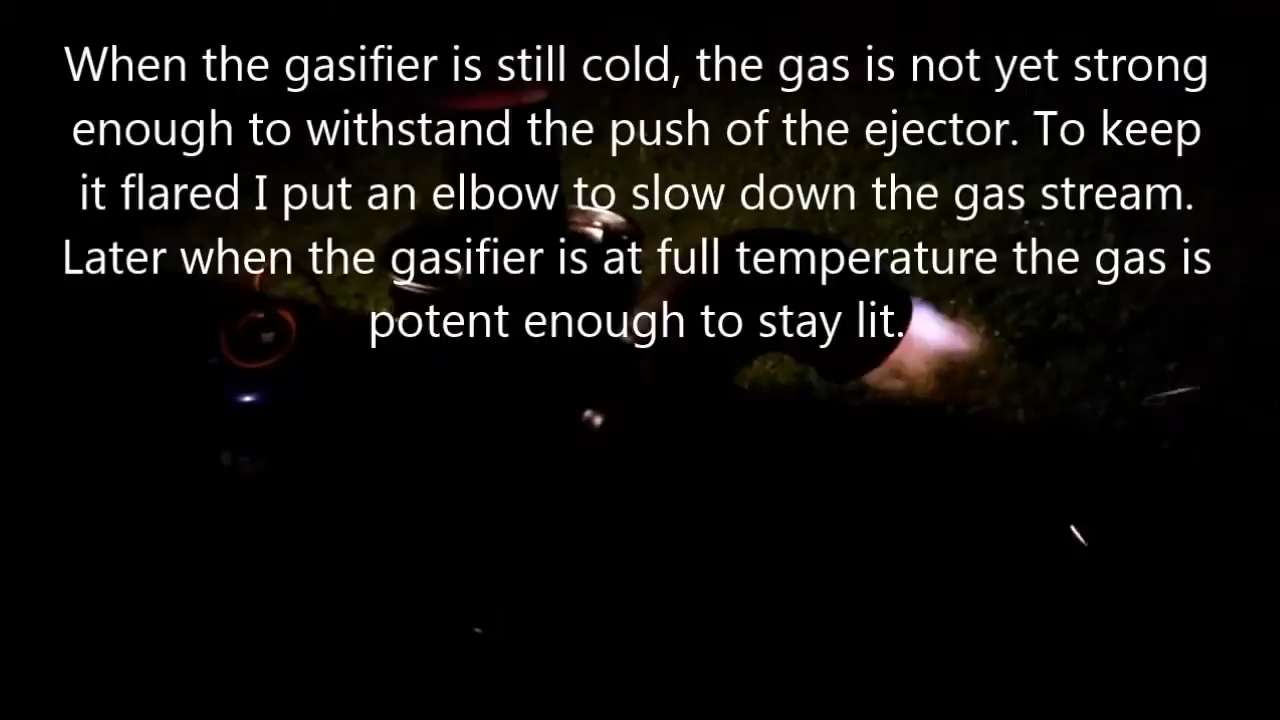 When the gasifier is still cold, the gas is not yet strong
enough to withstand the push of the ejector. To keep
it flared I put an elbow to slow down the gas stream.
Later when the gasifier is at full temperature the gas is
potent enough to stay lit.